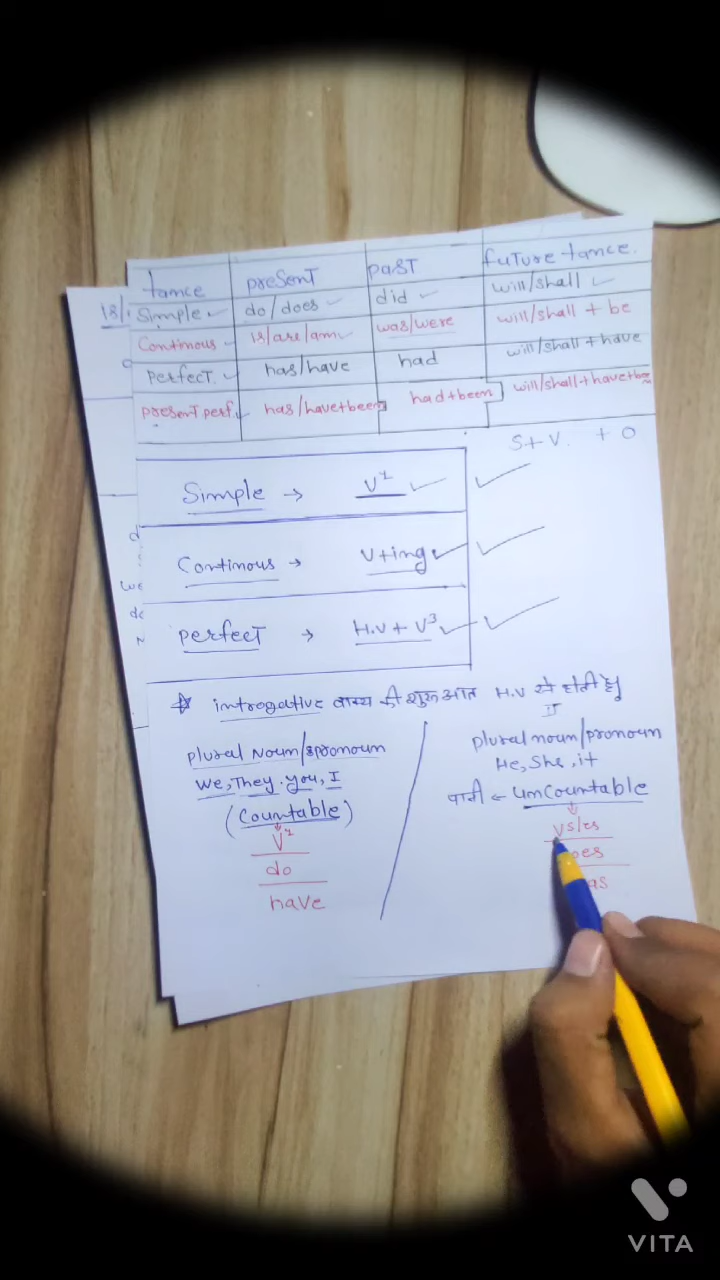 tance preSenT past future tance.
Simple do/does did will/shall
Continous is/are/am was/were will/shall + be
perfecT has/have had will/shall + have
present perf. has/have+been had+been will/shall+have+been
S+V. + O
Simple → V¹
Continous → V+ing
perfect → H.V + V³
introgative वाक्य की शुरूआत H.V से होती है
plural Noun/pronoun
We, They, you, I
(Countable)
V¹
do
have
plural noun/pronoun
He, She, it
पानी ← unCountable
Vs/es
oes
as
VITA